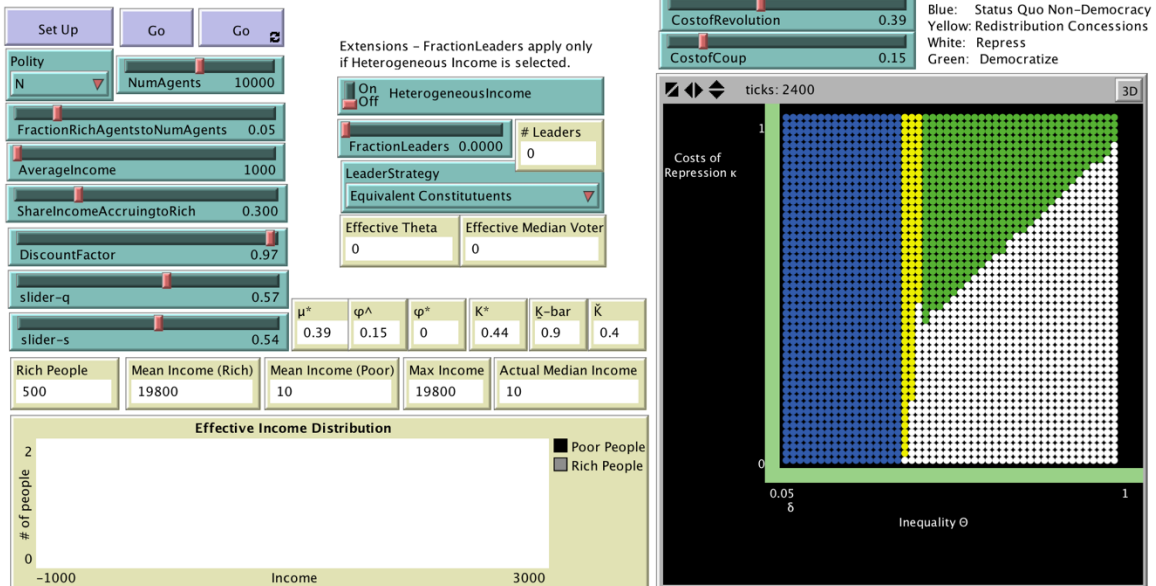 Set Up
Go
Go
Polity
N
NumAgents 10000
FractionRichAgentstoNumAgents 0.05
AverageIncome 1000
ShareIncomeAccruingtoRich 0.300
DiscountFactor 0.97
slider-q 0.57
slider-s 0.54
Extensions – FractionLeaders apply only
if Heterogeneous Income is selected.
On
Off
HeterogeneousIncome
FractionLeaders 0.0000
# Leaders
0
LeaderStrategy
Equivalent Constitutuents
Effective Theta
0
Effective Median Voter
0
μ*
0.39
φ^
0.15
φ*
0
K*
0.44
Ḵ-bar
0.9
Ǩ
0.4
Rich People
500
Mean Income (Rich)
19800
Mean Income (Poor)
10
Max Income
19800
Actual Median Income
10
Effective Income Distribution
2
# of people
0
-1000
Income
3000
Poor People
Rich People
CostofRevolution 0.39
CostofCoup 0.15
Blue: Status Quo Non-Democracy
Yellow: Redistribution Concessions
White: Repress
Green: Democratize
ticks: 2400
3D
1
Costs of
Repression κ
0
0.05
δ
1
Inequality Θ